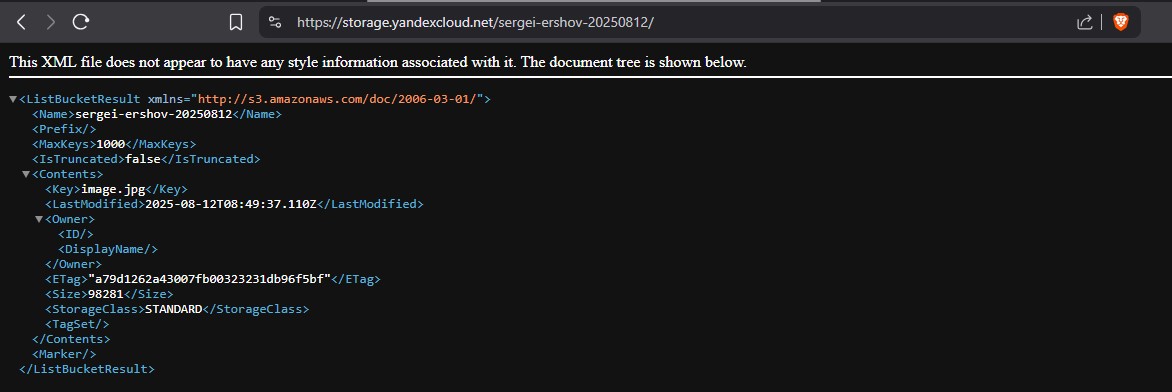 https://storage.yandexcloud.net/sergei-ershov-20250812/
This XML file does not appear to have any style information associated with it. The document tree is shown below.
<ListBucketResult xmlns="http://s3.amazonaws.com/doc/2006-03-01/">
<Name>sergei-ershov-20250812</Name>
<Prefix/>
<MaxKeys>1000</MaxKeys>
<IsTruncated>false</IsTruncated>
<Contents>
<Key>image.jpg</Key>
<LastModified>2025-08-12T08:49:37.110Z</LastModified>
<Owner>
<ID/>
<DisplayName/>
</Owner>
<ETag>"a79d1262a43007fb00323231db96f5bf"</ETag>
<Size>98281</Size>
<StorageClass>STANDARD</StorageClass>
<TagSet/>
</Contents>
<Marker/>
</ListBucketResult>